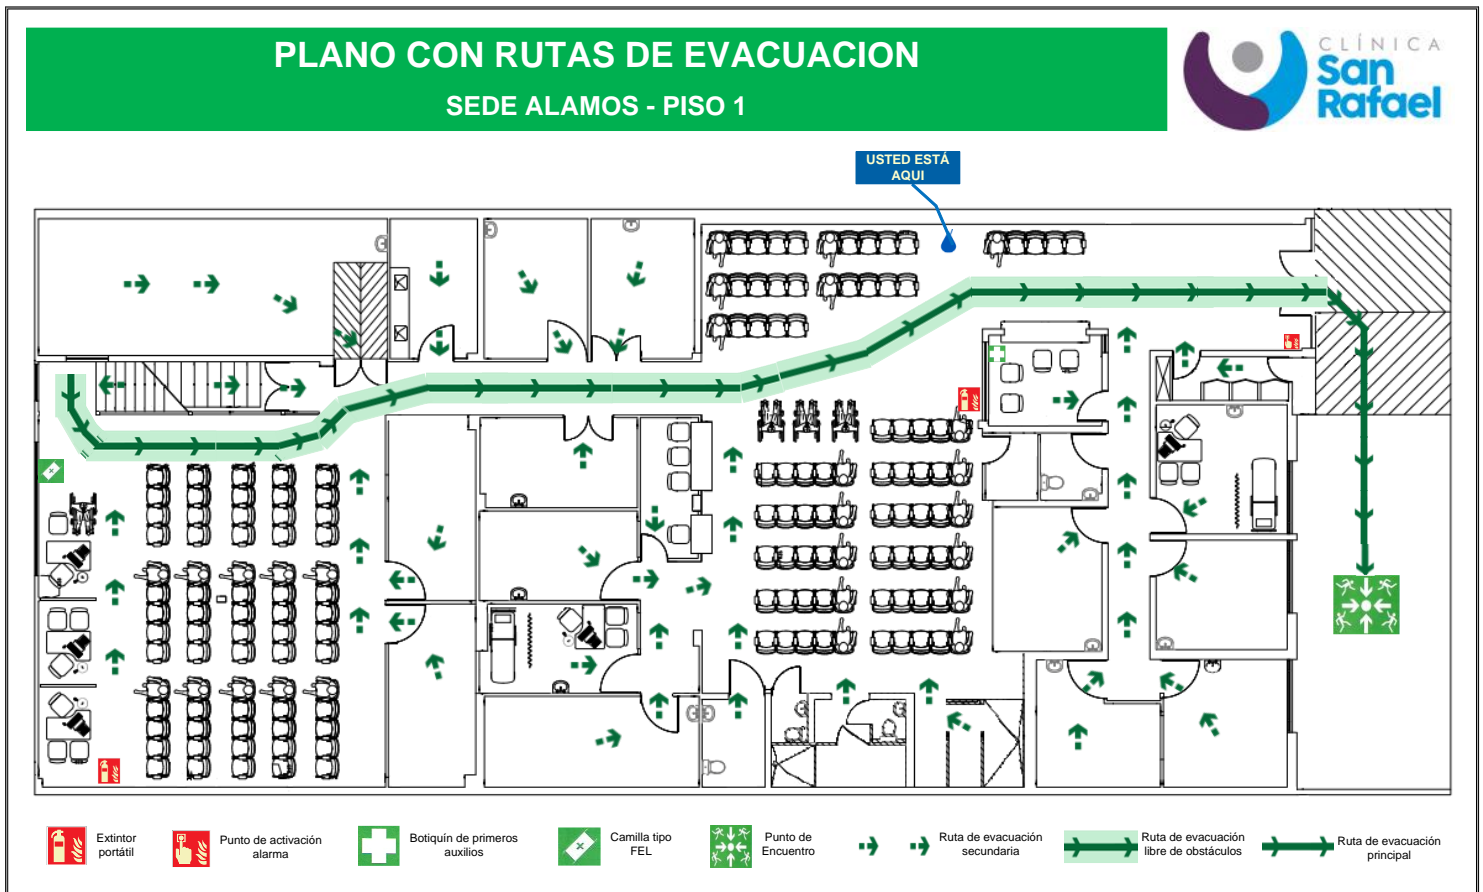 PLANO CON RUTAS DE EVACUACION
SEDE ALAMOS - PISO 1
CLÍNICA
San
Rafael
USTED ESTÁ
AQUI
Extintor
portátil
Punto de activación
alarma
Botiquín de primeros
auxilios
Camilla tipo
FEL
Punto de
Encuentro
Ruta de evacuación
secundaria
Ruta de evacuación
libre de obstáculos
Ruta de evacuación
principal